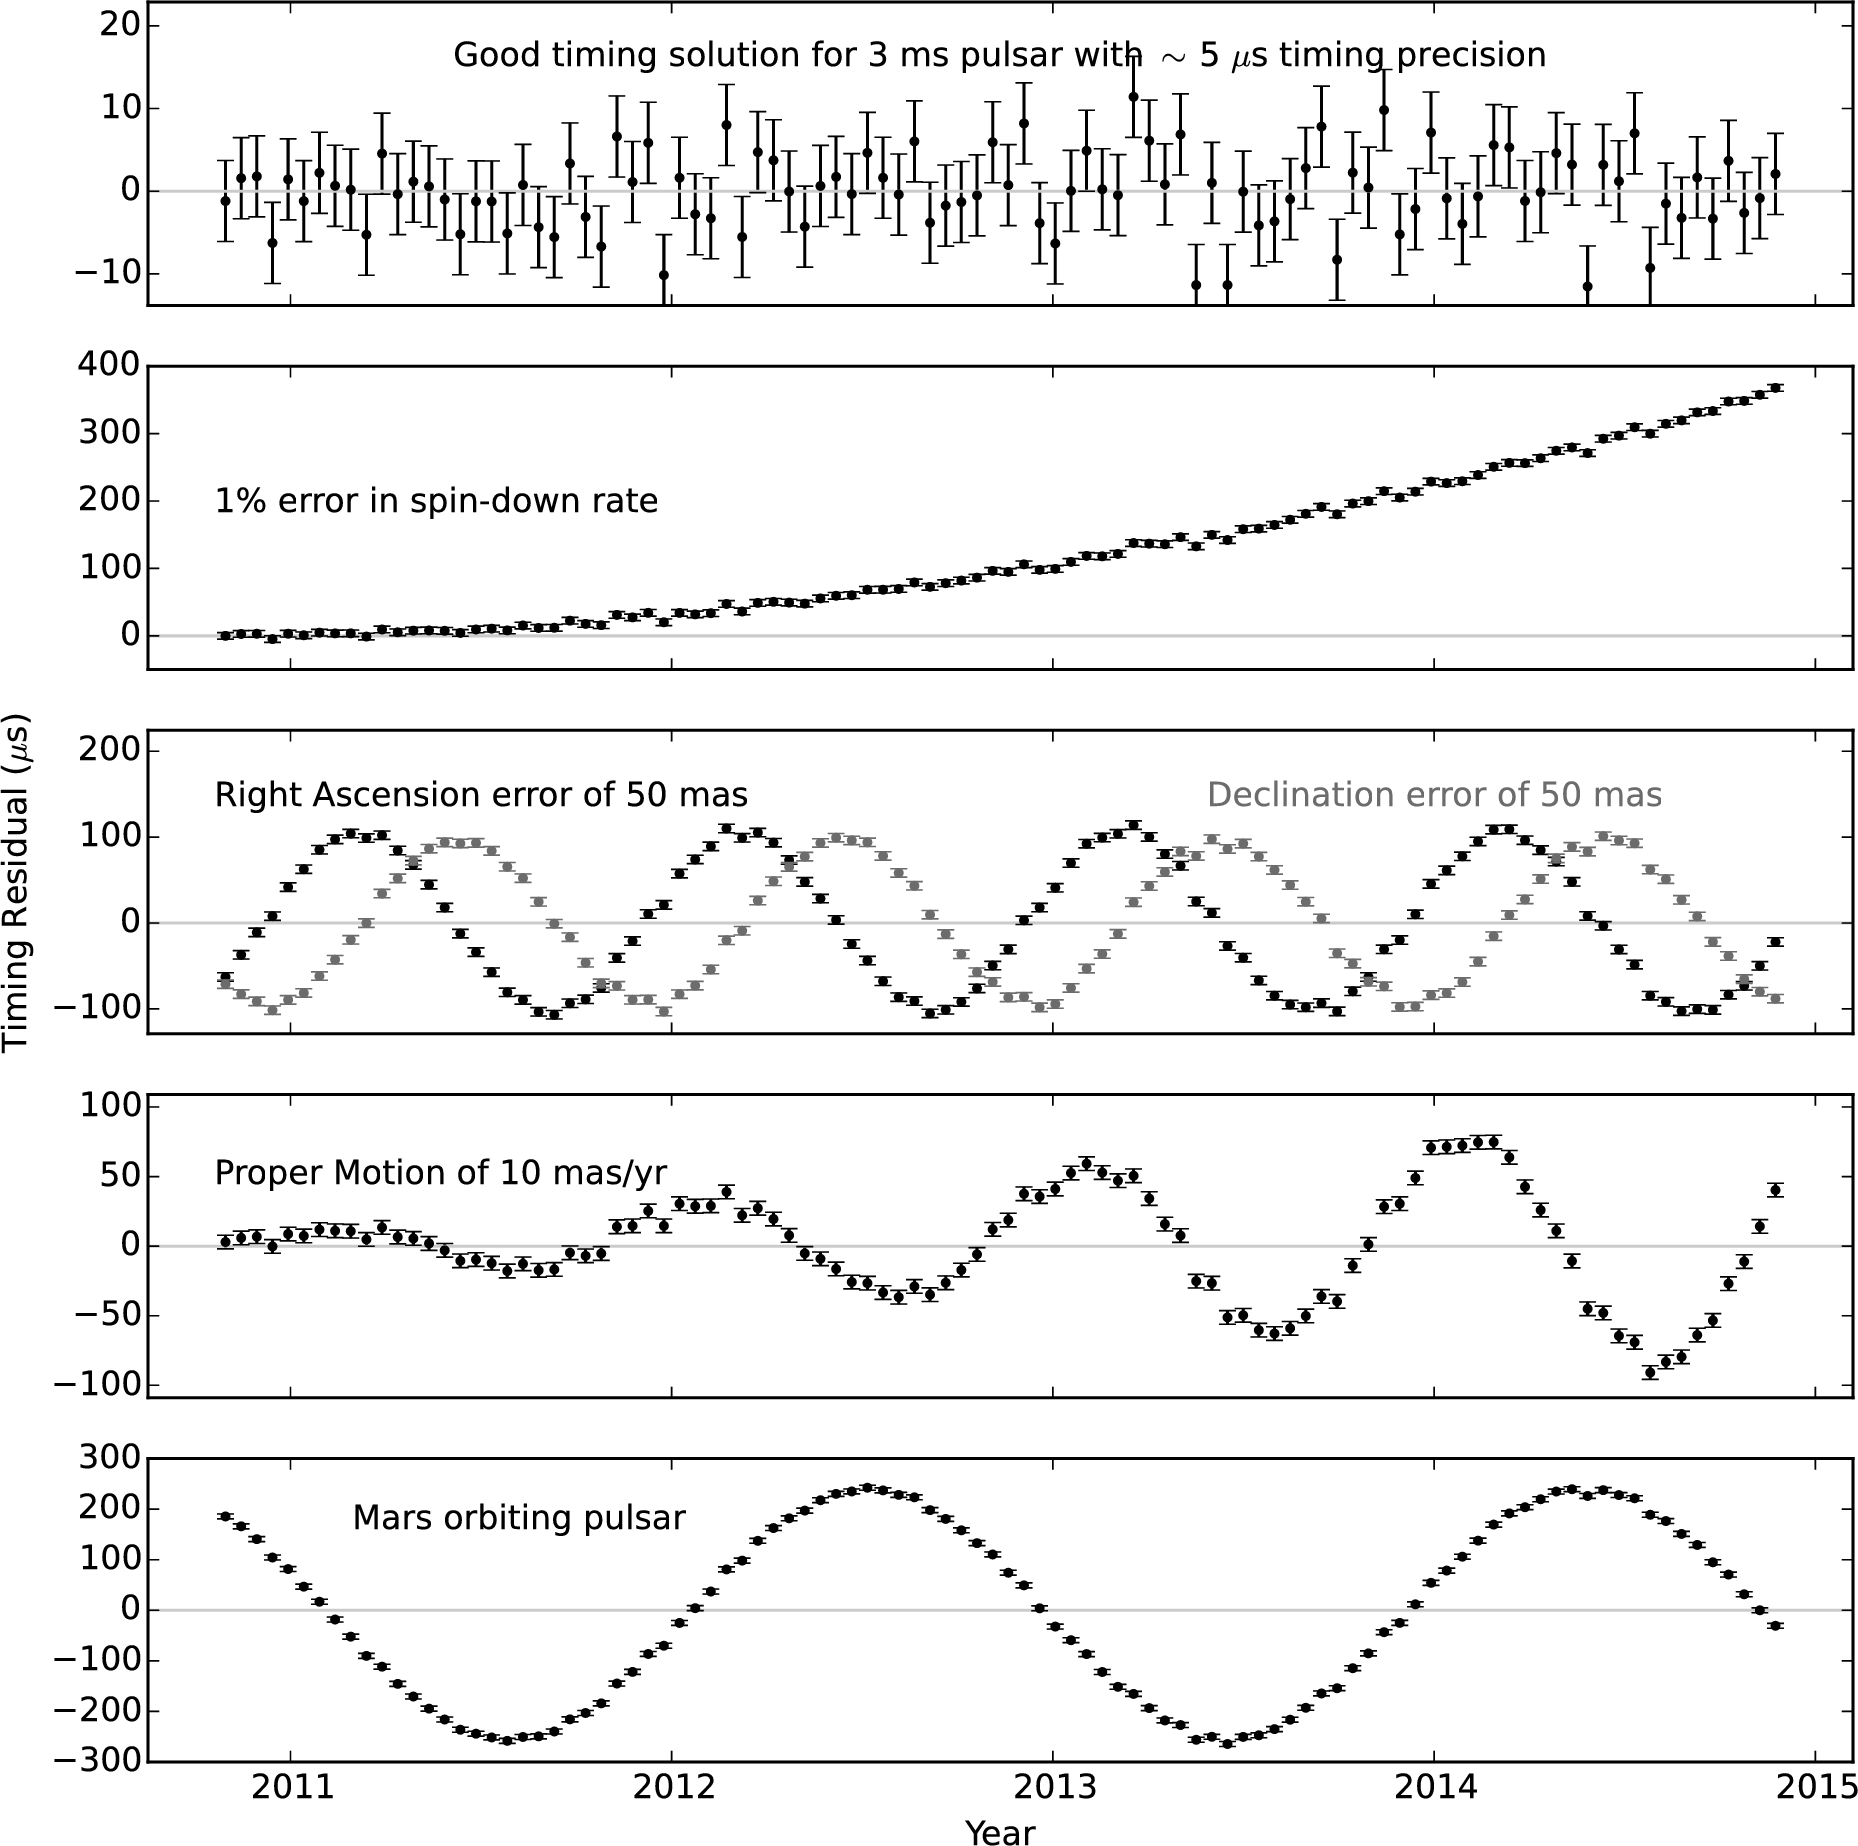 20
Good timing solution for 3 ms pulsar with ∼ 5 μs timing precision
10
0
−10
400
300
200
1% error in spin-down rate
100
0
Timing Residual (μs)
200
Right Ascension error of 50 mas
Declination error of 50 mas
100
0
−100
100
50
Proper Motion of 10 mas/yr
0
−50
−100
300
200
Mars orbiting pulsar
100
0
−100
−200
−300
2011 2012 2013 2014 2015
Year